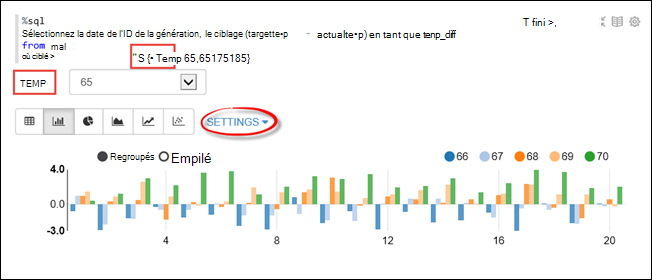 %sql
T fini >,
Sélectionnez la date de l'ID de la génération, le ciblage (targette•p) - actualte•p) en tant que tenp_diff
from mal
où ciblé > "S {• Temp 65,65175185}
TEMP 65
SETTINGS
Regroupés Empilé 66 67 68 69 70
4.0
0.0
-3.0
4 8 12 16 20